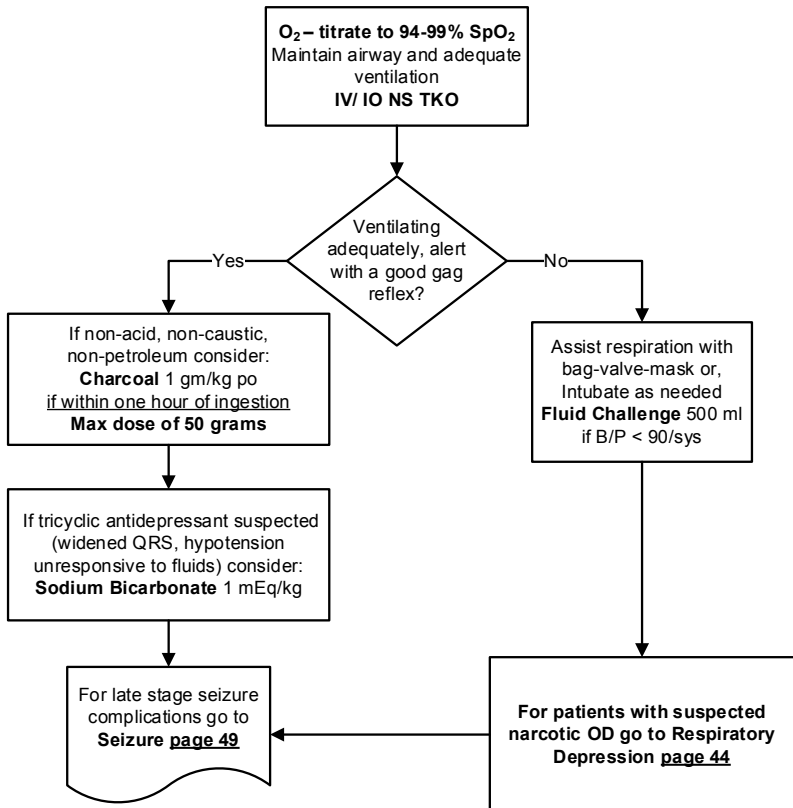 O2 – titrate to 94-99% SpO2
Maintain airway and adequate
ventilation
IV/ IO NS TKO
Ventilating
adequately, alert
with a good gag
reflex?
Yes
No
If non-acid, non-caustic,
non-petroleum consider:
Charcoal 1 gm/kg po
if within one hour of ingestion
Max dose of 50 grams
Assist respiration with
bag-valve-mask or,
Intubate as needed
Fluid Challenge 500 ml
if B/P < 90/sys
If tricyclic antidepressant suspected
(widened QRS, hypotension
unresponsive to fluids) consider:
Sodium Bicarbonate 1 mEq/kg
For late stage seizure
complications go to
Seizure page 49
For patients with suspected
narcotic OD go to Respiratory
Depression page 44